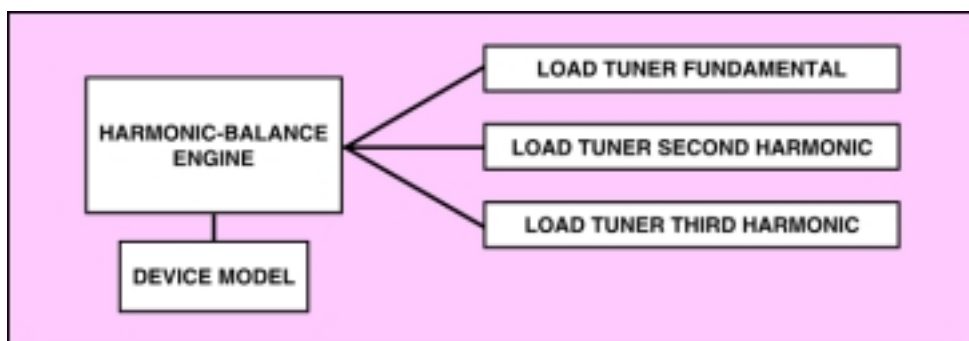 HARMONIC-BALANCE
ENGINE
DEVICE MODEL
LOAD TUNER FUNDAMENTAL
LOAD TUNER SECOND HARMONIC
LOAD TUNER THIRD HARMONIC